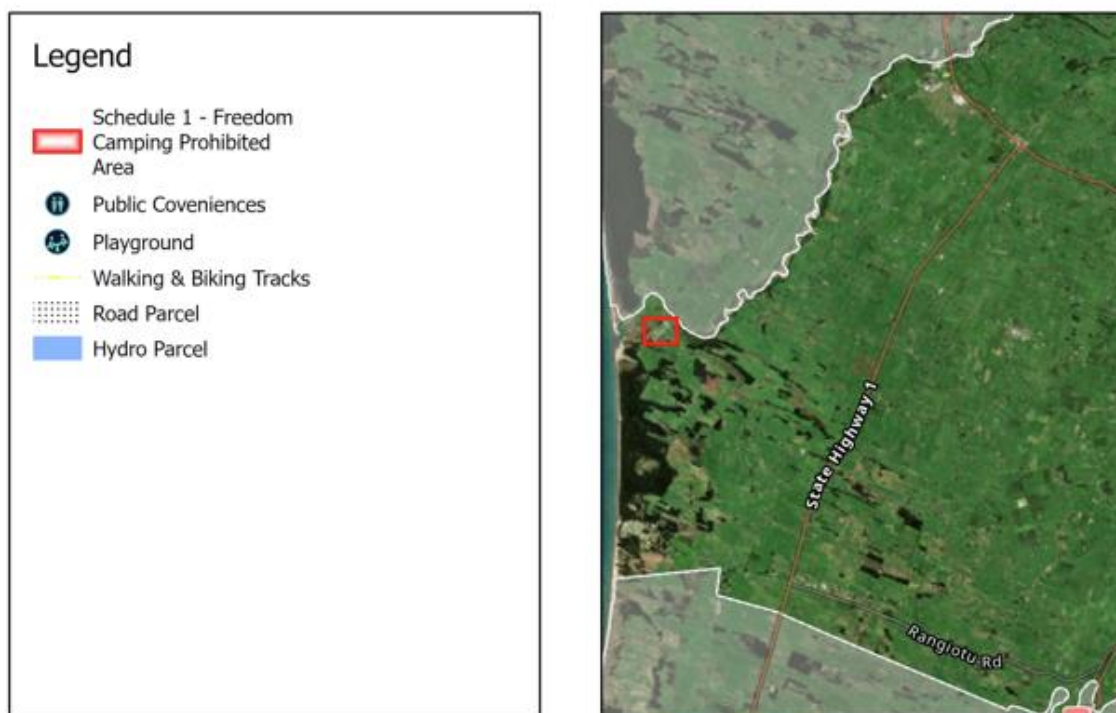 Legend
Schedule 1 - Freedom
Camping Prohibited
Area
Public Coveniences
Playground
Walking & Biking Tracks
Road Parcel
Hydro Parcel
State Highway 1
Rangiotu Rd